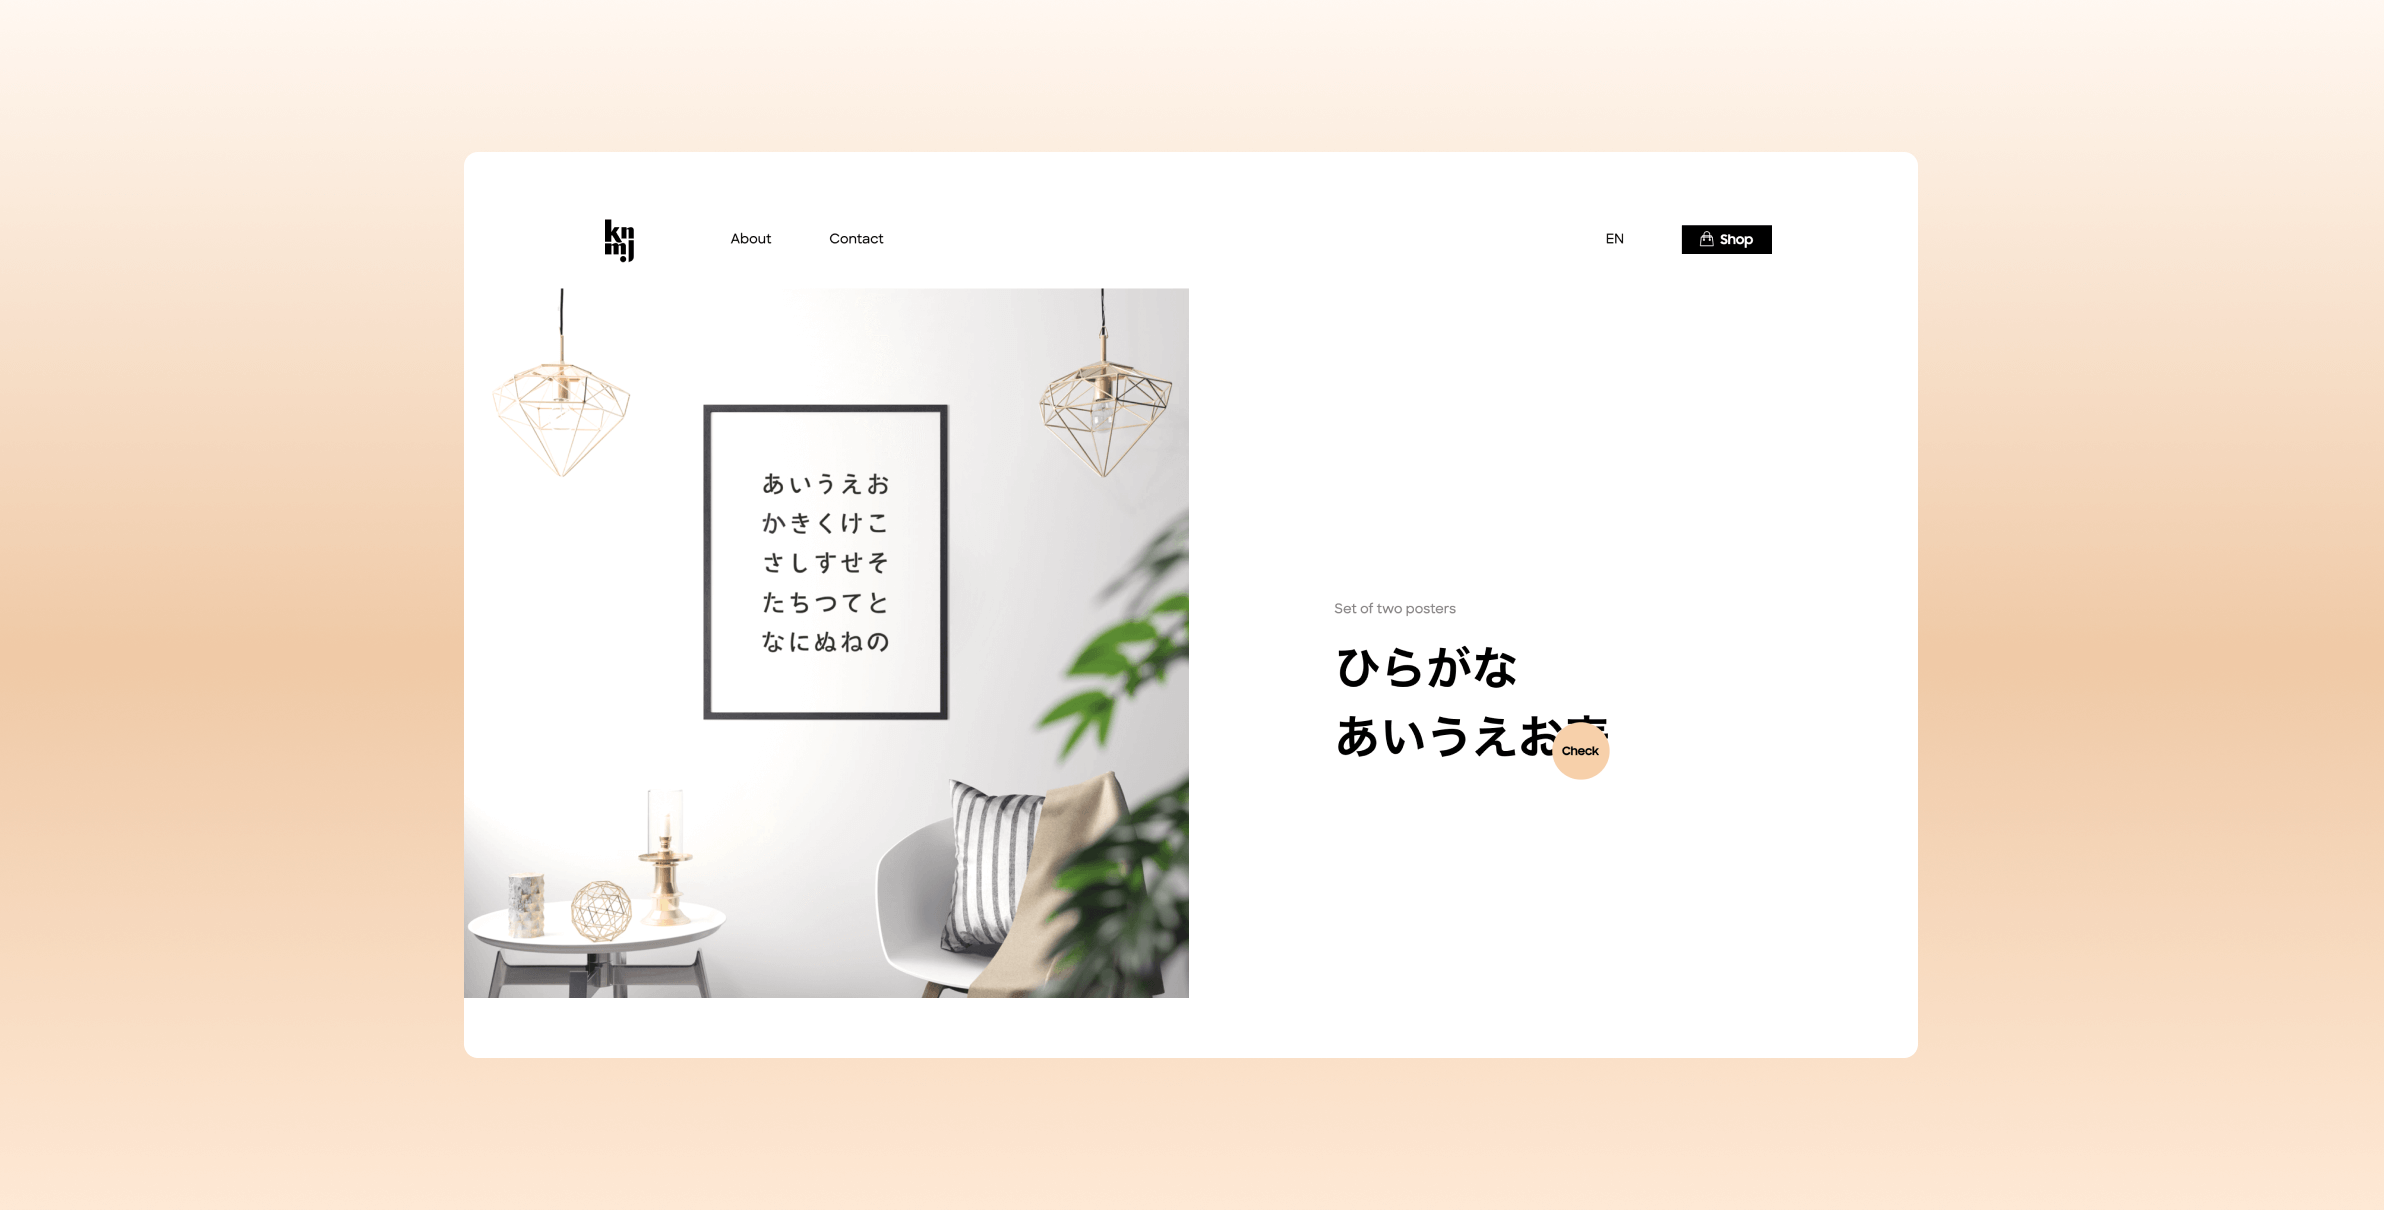 kn
mj
About
Contact
EN
Shop
あいうえお
かきくけこ
さしすせそ
たちつてと
なにぬねの
Set of two posters
ひらがな
あいうえお
Check